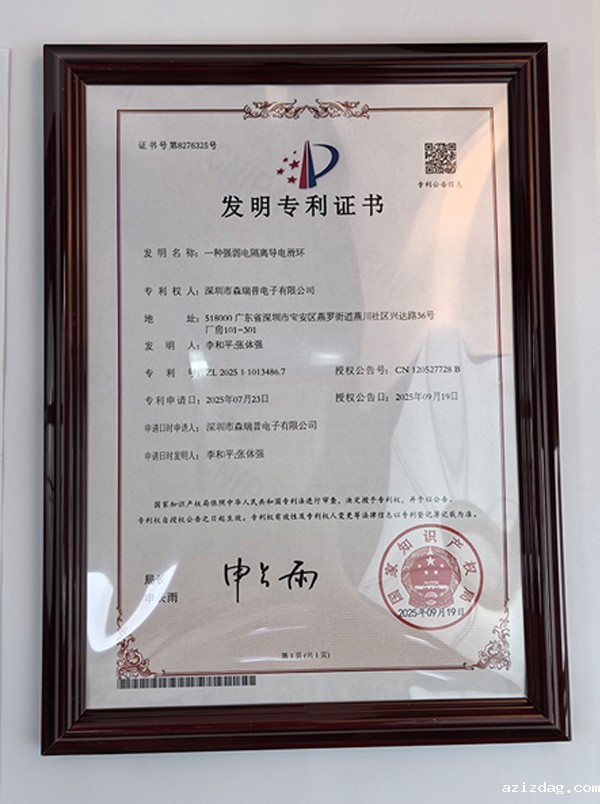 证书号第8276325号
专利公告信息
发明专利证书
发明名称：一种强弱电隔离导电滑环
专利权人：深圳市森瑞普电子有限公司
地址：518000 广东省深圳市宝安区燕罗街道燕川社区兴达路36号
厂房101-301
发明人：李和平;张体强
专利号：ZL 2025 1 1013486.7 授权公告号：CN 120527728 B
专利申请日：2025年07月23日 授权公告日：2025年09月19日
申请日时申请人：深圳市森瑞普电子有限公司
申请日时发明人：李和平;张体强
国家知识产权局依照中华人民共和国专利法进行审查，决定授予专利权，并予以公告。
专利权自授权公告之日起生效。专利权有效性及专利权人变更等法律信息以专利登记簿记载为准。
局长
申长雨
申长雨
国家知识产权局
2025年09月19日
第1页(共1页)
azizdag.com